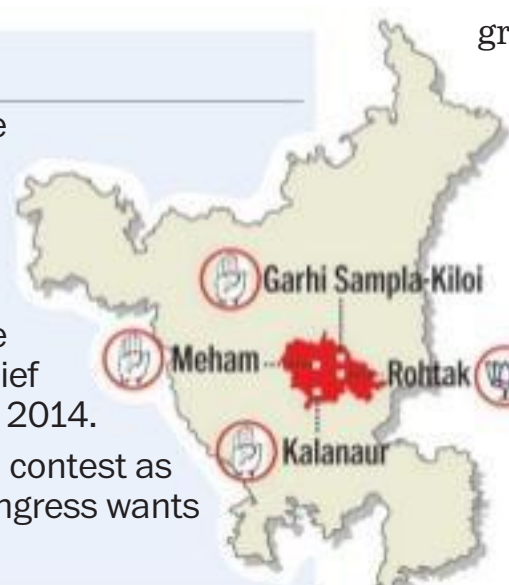 gr
e
e
ief
2014.
contest as
ngress wants
Garhi Sampla-Kiloi
Meham
Rohtak
Kalanaur